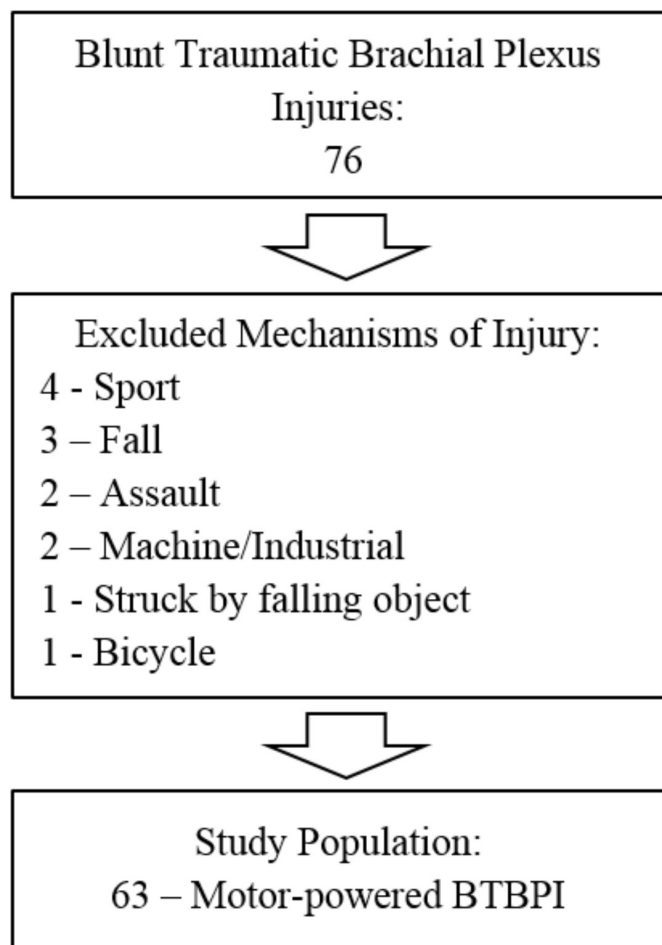 Blunt Traumatic Brachial Plexus
Injuries:
76
Excluded Mechanisms of Injury:
4 - Sport
3 – Fall
2 – Assault
2 – Machine/Industrial
1 - Struck by falling object
1 - Bicycle
Study Population:
63 – Motor-powered BTBPI